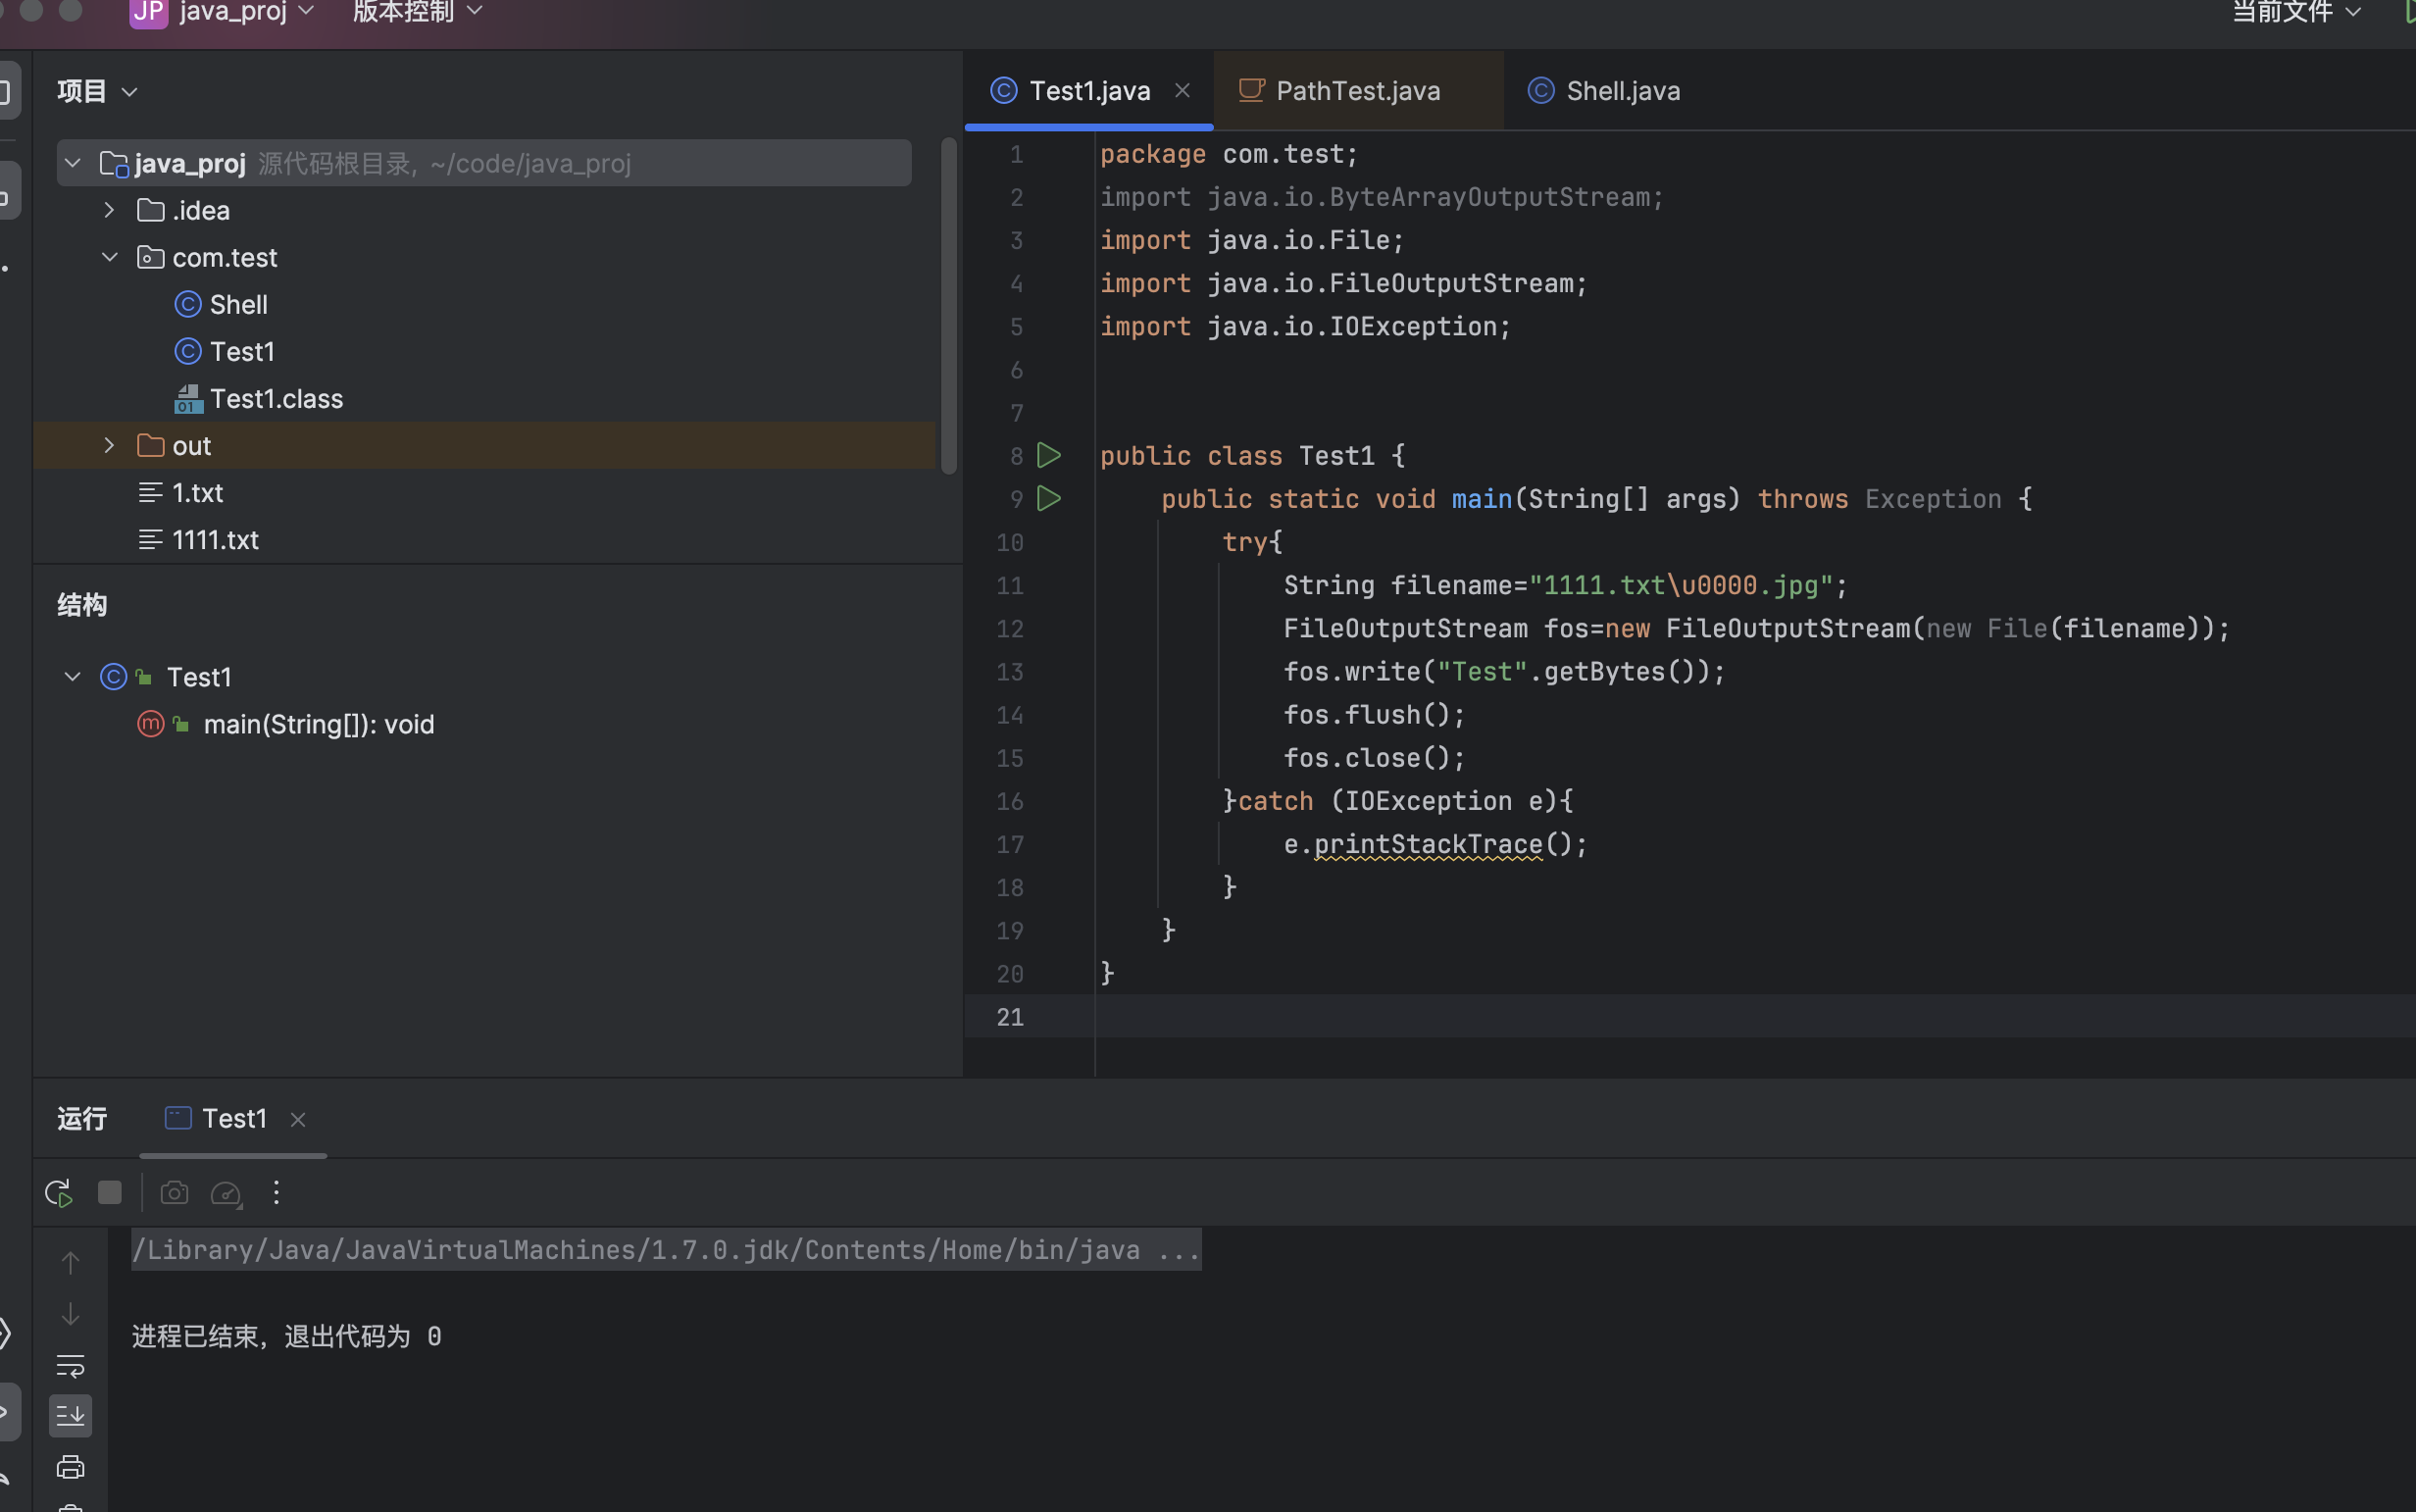 JP java_proj 版本控制 当前文件
项目
java_proj 源代码根目录, ~/code/java_proj
.idea
com.test
Shell
Test1
01 Test1.class
out
1.txt
1111.txt
结构
Test1
main(String[]): void
Test1.java PathTest.java Shell.java
1 package com.test;
2 import java.io.ByteArrayOutputStream;
3 import java.io.File;
4 import java.io.FileOutputStream;
5 import java.io.IOException;
6
7
8 public class Test1 {
9 public static void main(String[] args) throws Exception {
10 try{
11 String filename="1111.txt\u0000.jpg";
12 FileOutputStream fos=new FileOutputStream(new File(filename));
13 fos.write("Test".getBytes());
14 fos.flush();
15 fos.close();
16 }catch (IOException e){
17 e.printStackTrace();
18 }
19 }
20 }
21
运行 Test1
/Library/Java/JavaVirtualMachines/1.7.0.jdk/Contents/Home/bin/java ...
进程已结束，退出代码为 0